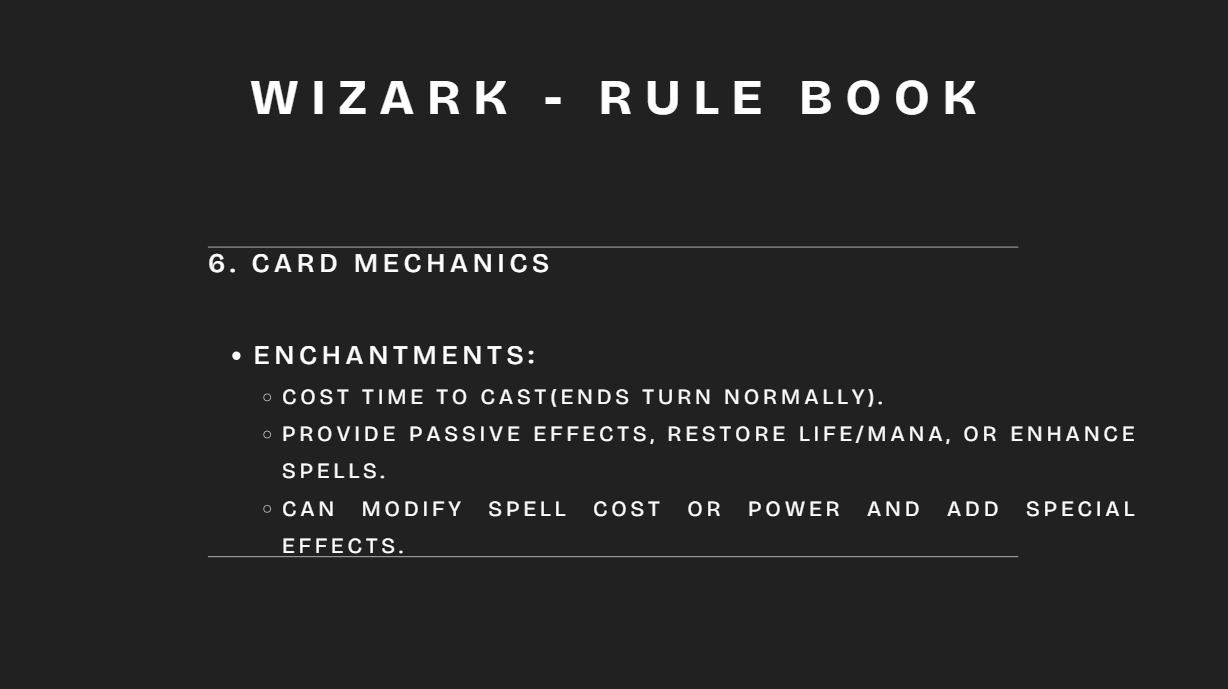 WIZARK - RULE BOOK
6. CARD MECHANICS
• ENCHANTMENTS:
○ COST TIME TO CAST(ENDS TURN NORMALLY).
○ PROVIDE PASSIVE EFFECTS, RESTORE LIFE/MANA, OR ENHANCE
SPELLS.
○ CAN MODIFY SPELL COST OR POWER AND ADD SPECIAL
EFFECTS.